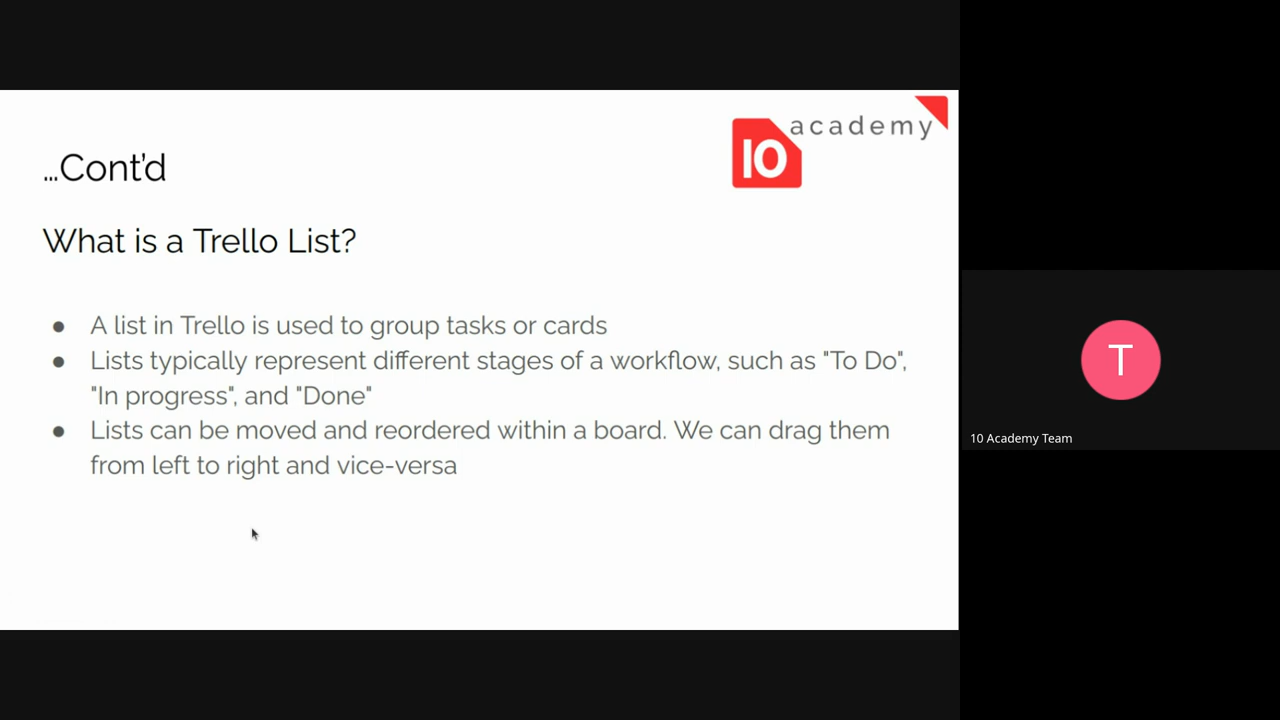 academy
10
...Cont'd
What is a Trello List?
● A list in Trello is used to group tasks or cards
● Lists typically represent different stages of a workflow, such as "To Do",
"In progress", and "Done"
● Lists can be moved and reordered within a board. We can drag them
from left to right and vice-versa
T
10 Academy Team